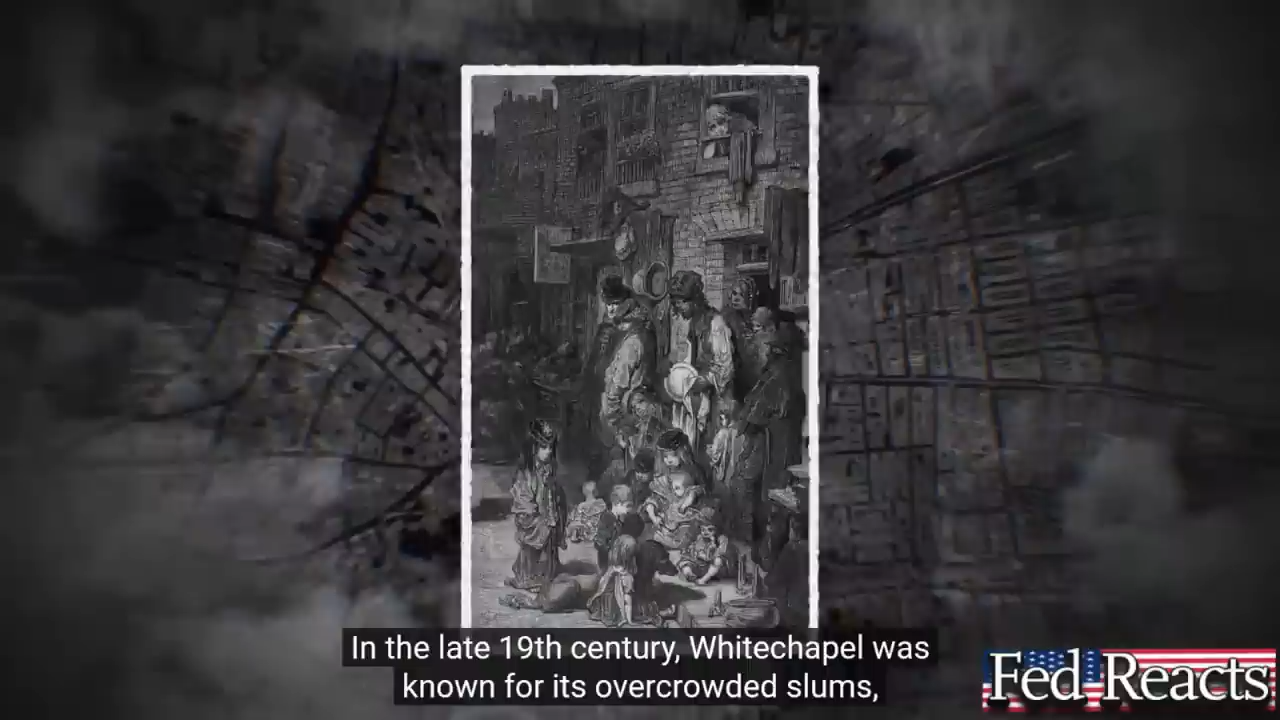 In the late 19th century, Whitechapel was
known for its overcrowded slums,
Fed Reacts